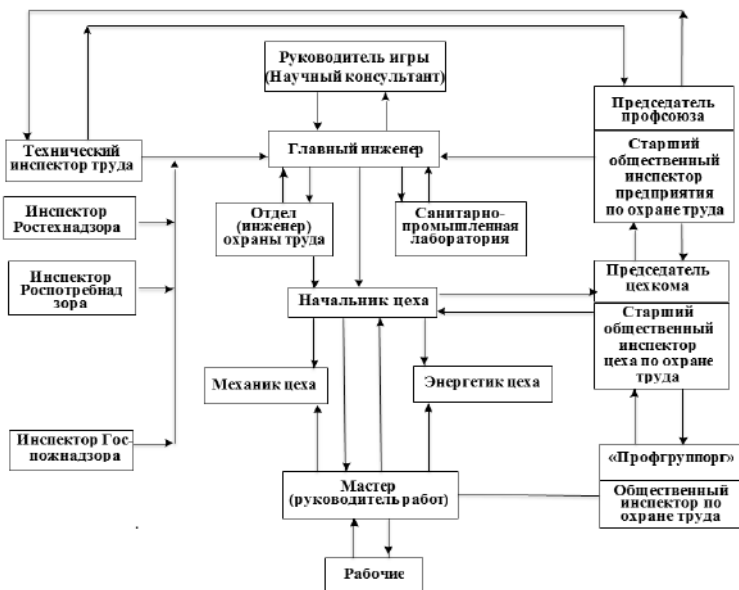 Руководитель игры
(Научный консультант)
Председатель
профсоюза
Технический
инспектор труда
Главный инженер
Старший
общественный
инспектор
предприятия
по охране труда
Инспектор
Ростехнадзора
Отдел
(инженер)
охраны труда
Санитарно-
промышленная
лаборатория
Инспектор
Роспотребнад
зора
Начальник цеха
Председатель
цехкома
Старший
общественный
инспектор
цеха по охране
труда
Механик цеха
Энергетик цеха
Инспектор Гос-
пожнадзора
«Профгруппорг»
Мастер
(руководитель работ)
Общественный
инспектор по
охране труда
Рабочие